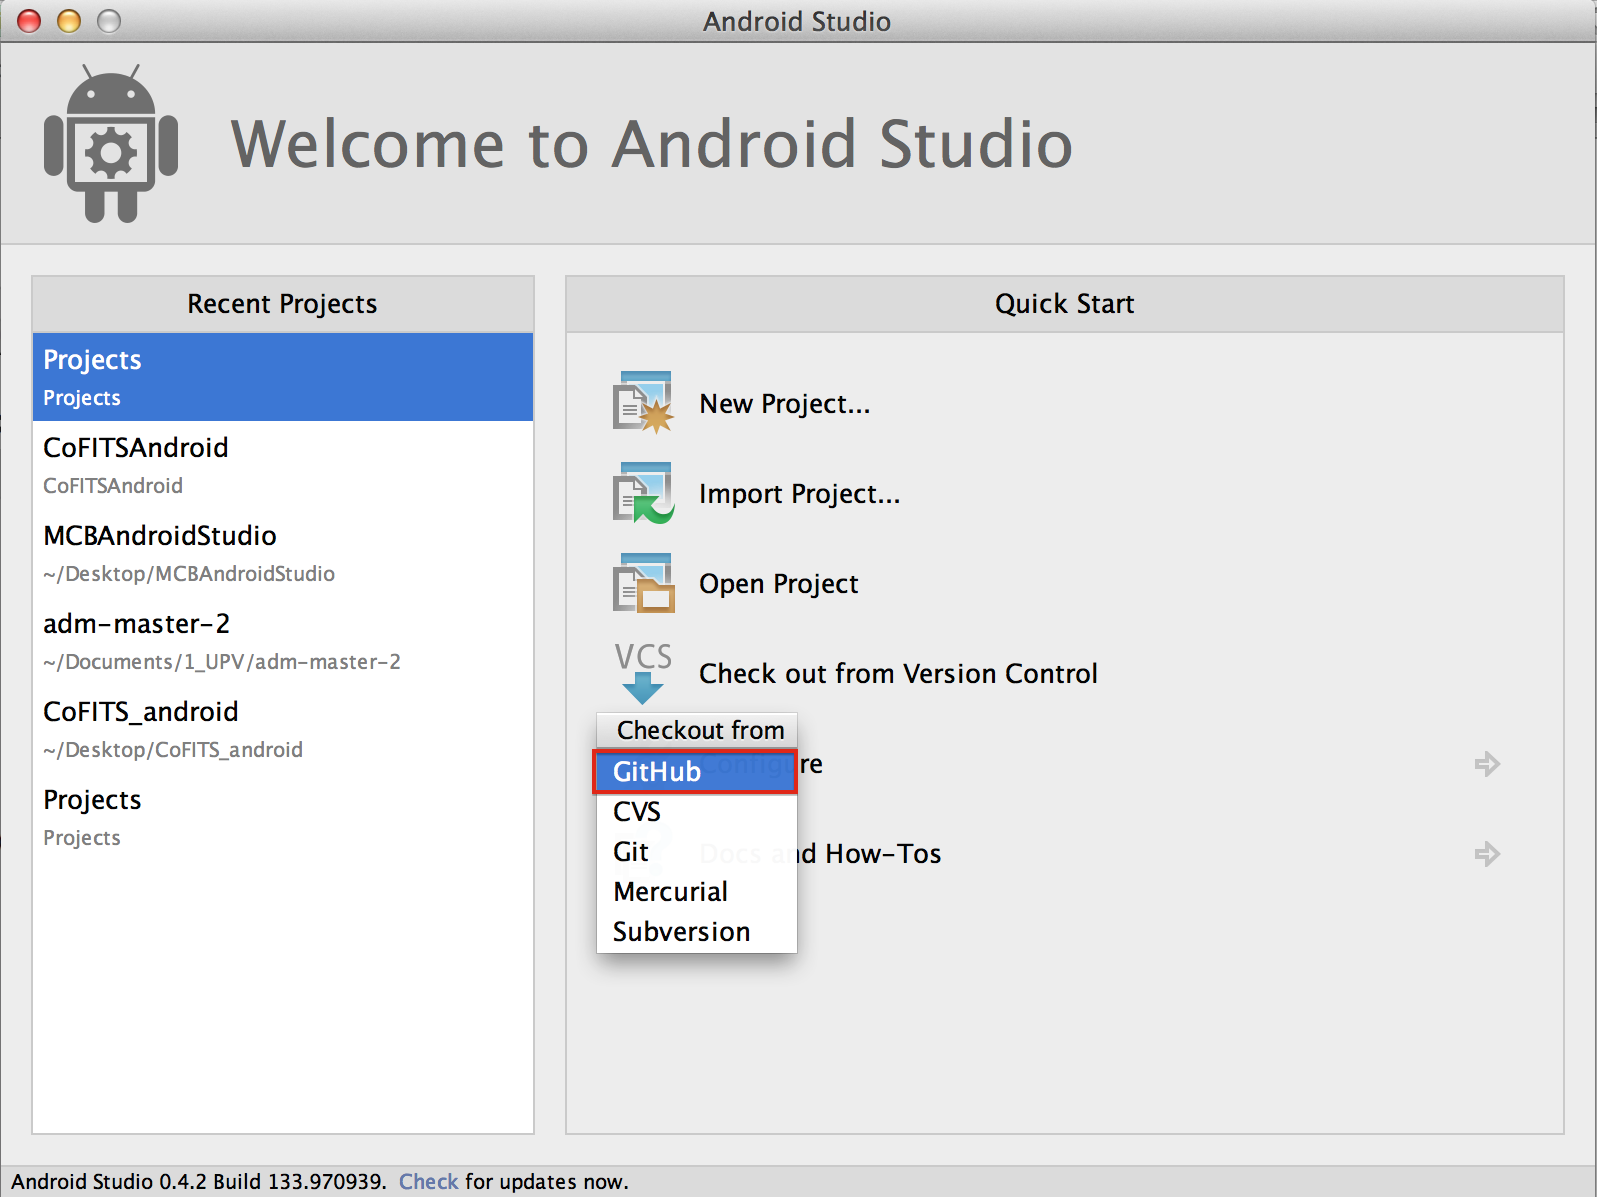 Android Studio
Welcome to Android Studio
Recent Projects
Projects
Projects
CoFITSAndroid
CoFITSAndroid
MCBAndroidStudio
~/Desktop/MCBAndroidStudio
adm-master-2
~/Documents/1_UPV/adm-master-2
CoFITS_android
~/Desktop/CoFITS_android
Projects
Projects
Quick Start
New Project...
Import Project...
Open Project
VCS
Check out from Version Control
Checkout from
GitHub
Configure
CVS
Git
Docs and How-Tos
Mercurial
Subversion
Android Studio 0.4.2 Build 133.970939. Check for updates now.